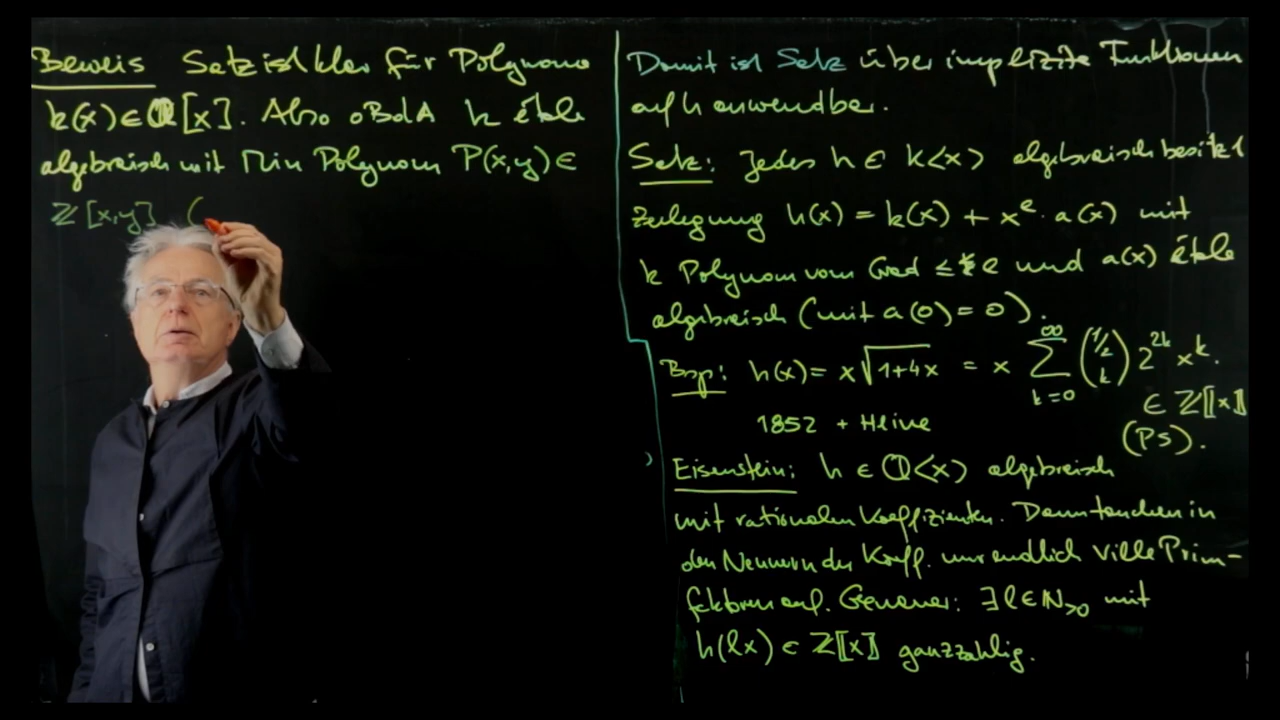 Beweis Satz ist klar für Polynome
k(x) ∈ Q[x]. Also oBdA h étale
algebraisch mit Min Polynom P(x,y) ∈
Z[x,y] (
Damit ist Satz über implizite Funktionen
auf h anwendbar.
Satz: Jedes h ∈ K<x> algebraisch besitzt
Zerlegung h(x) = k(x) + x^e · a(x) mit
k Polynom vom Grad ≤ e und a(x) étale
algebraisch (mit a(0) = 0).
Bsp: h(x) = x√(1+4x) = x ∑_{k=0}^∞ (1/2 k) 2^{2k} x^k.
∈ Z[[x]]
1852 + Heine
(PS).
Eisenstein: h ∈ Q<x> algebraisch
mit rationalen Koeffizienten. Dann tauchen in
den Nennern der Koeff. nur endlich viele Prim-
faktoren auf. Genauer: ∃ l ∈ N_{>0} mit
h(lx) ∈ Z[[x]] ganzzahlig.